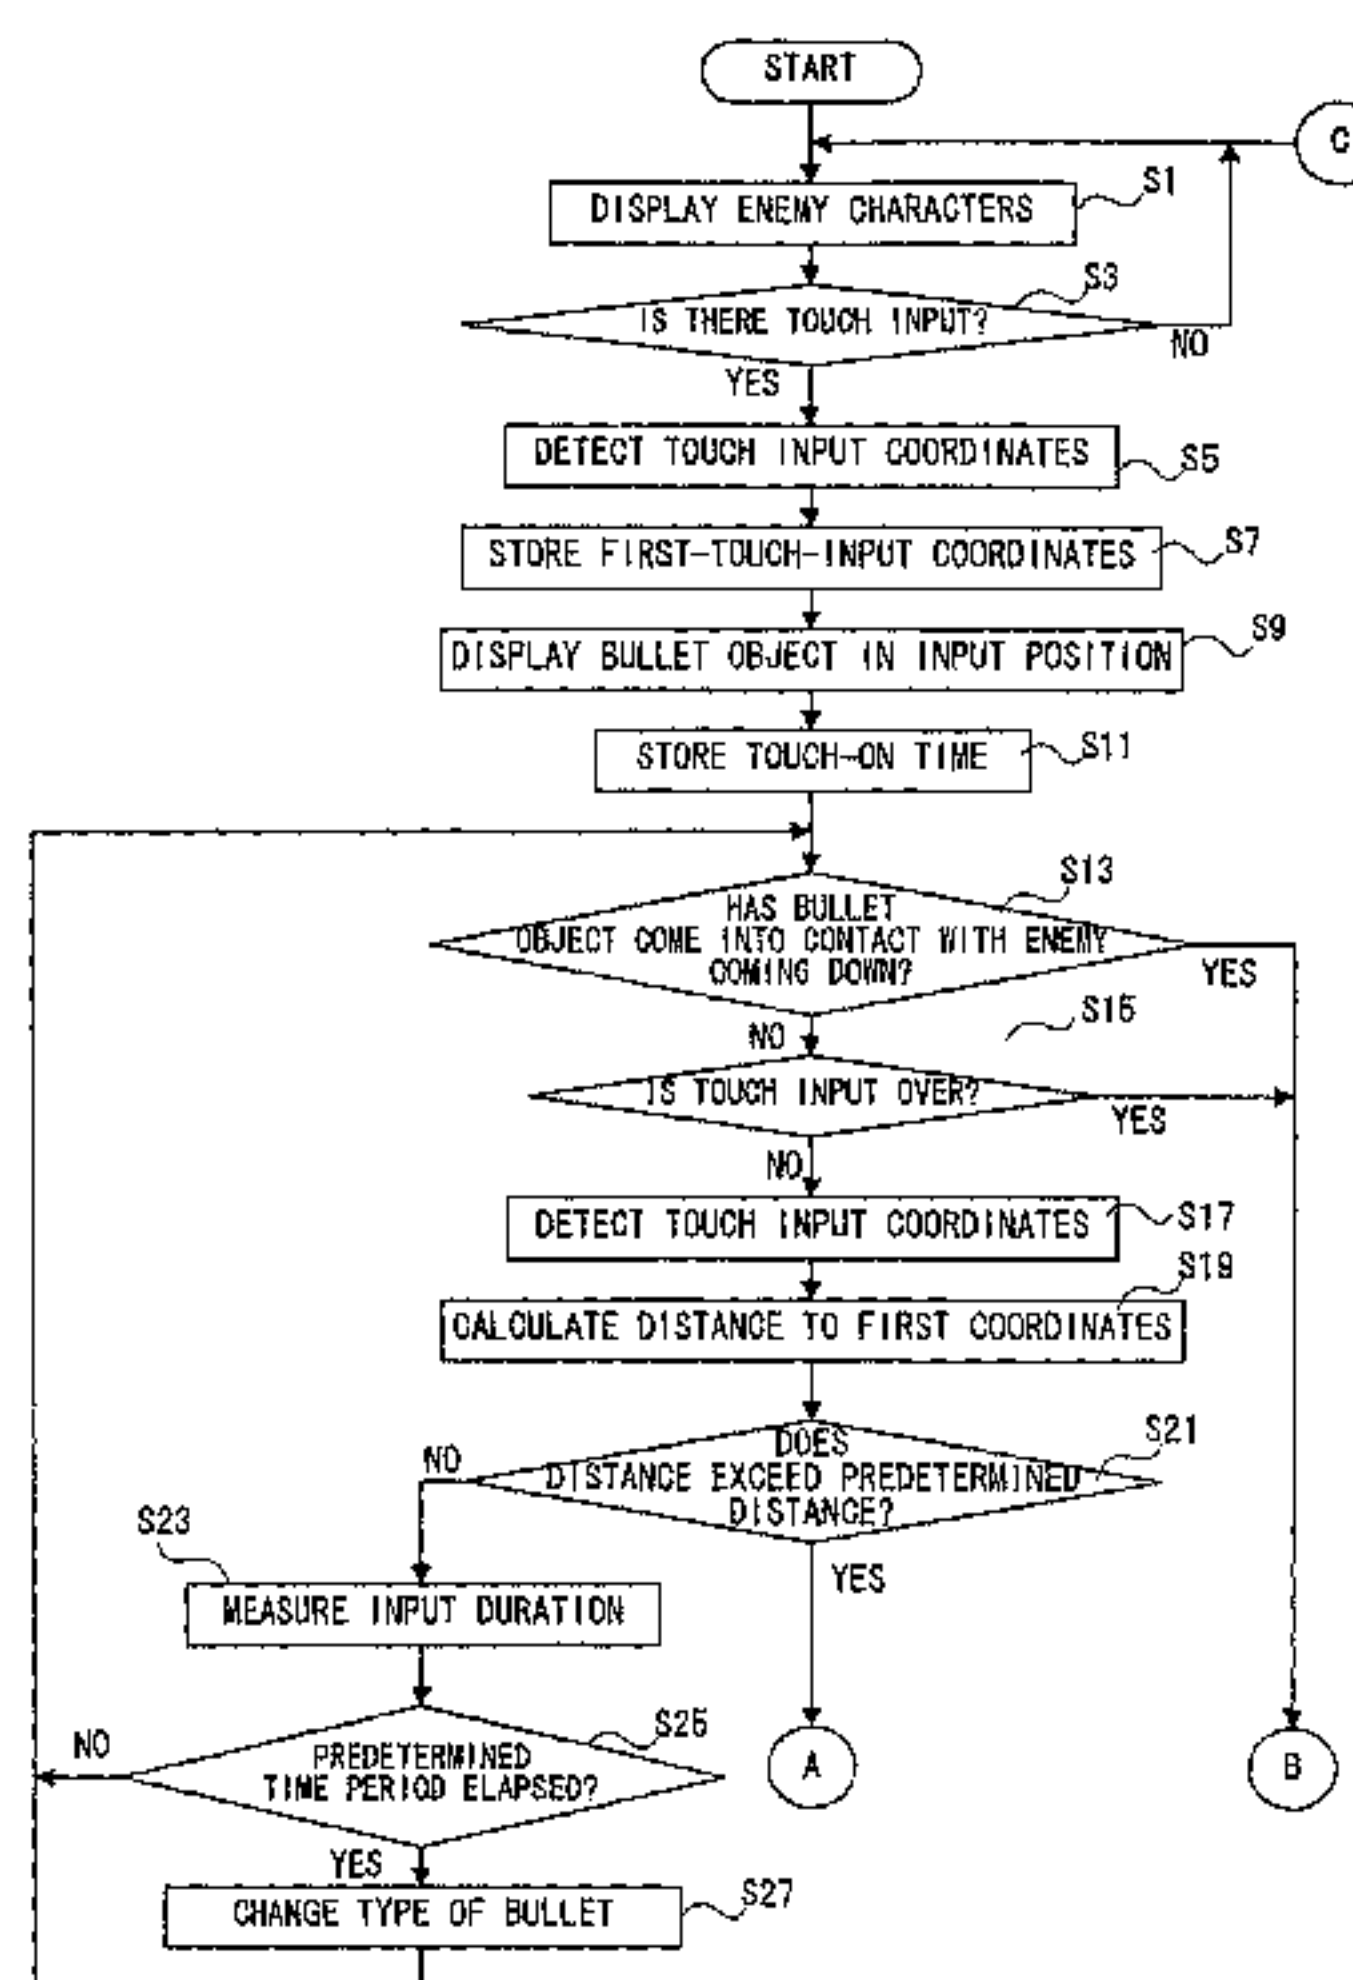 START
C
DISPLAY ENEMY CHARACTERS
S1
IS THERE TOUCH INPUT?
S3
NO
YES
DETECT TOUCH INPUT COORDINATES
S5
STORE FIRST-TOUCH-INPUT COORDINATES
S7
DISPLAY BULLET OBJECT IN INPUT POSITION
S9
STORE TOUCH-ON TIME
S11
HAS BULLET
OBJECT COME INTO CONTACT WITH ENEMY
COMING DOWN?
S13
YES
NO
S15
IS TOUCH INPUT OVER?
YES
NO
DETECT TOUCH INPUT COORDINATES
S17
CALCULATE DISTANCE TO FIRST COORDINATES
S19
DOES
DISTANCE EXCEED PREDETERMINED
DISTANCE?
S21
NO
YES
S23
MEASURE INPUT DURATION
S25
PREDETERMINED
TIME PERIOD ELAPSED?
NO
YES
A
B
CHANGE TYPE OF BULLET
S27